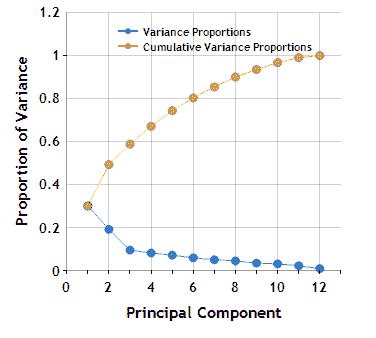 1.2
Variance Proportions
Cumulative Variance Proportions
1
0.8
0.6
0.4
0.2
0
Proportion of Variance
0 2 4 6 8 10 12
Principal Component